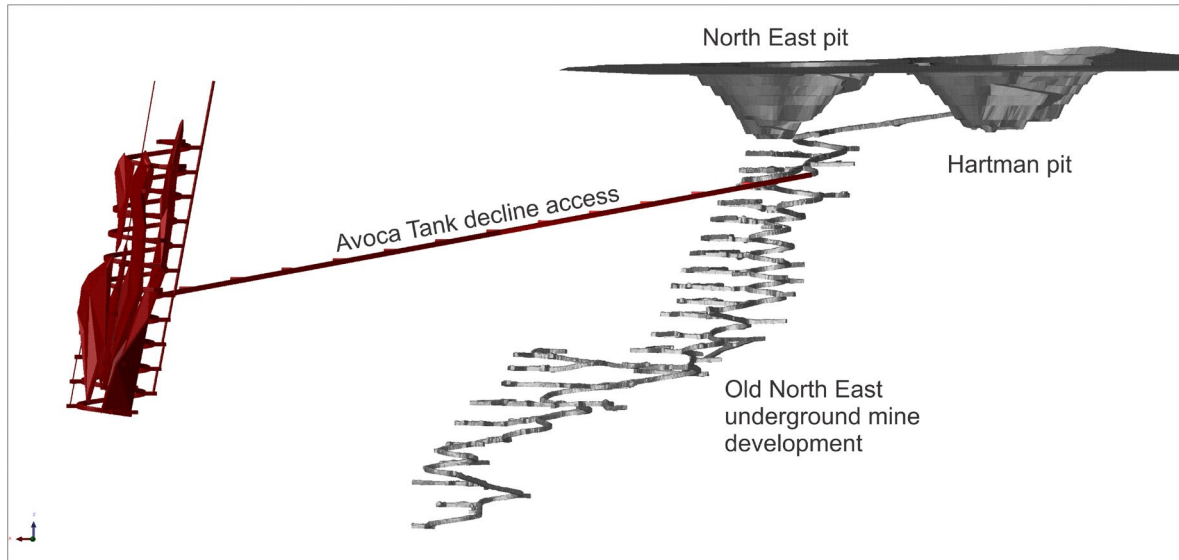 North East pit
Hartman pit
Avoca Tank decline access
Old North East
underground mine
development